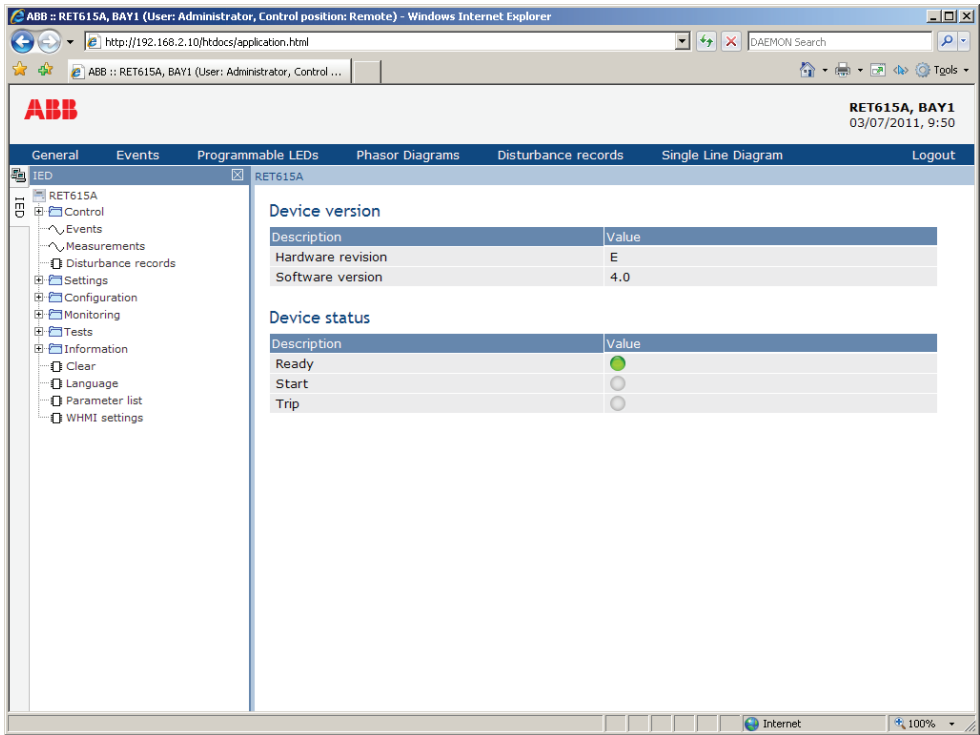 ABB :: RET615A, BAY1 (User: Administrator, Control position: Remote) - Windows Internet Explorer
http://192.168.2.10/htdocs/application.html
DAEMON Search
ABB :: RET615A, BAY1 (User: Administrator, Control ...
Tools
ABB
RET615A, BAY1
03/07/2011, 9:50
General Events Programmable LEDs Phasor Diagrams Disturbance records Single Line Diagram Logout
IED
IED
RET615A
Control
Events
Measurements
Disturbance records
Settings
Configuration
Monitoring
Tests
Information
Clear
Language
Parameter list
WHMI settings
RET615A
Device version
Description Value
Hardware revision E
Software version 4.0
Device status
Description Value
Ready
Start
Trip
Internet 100%